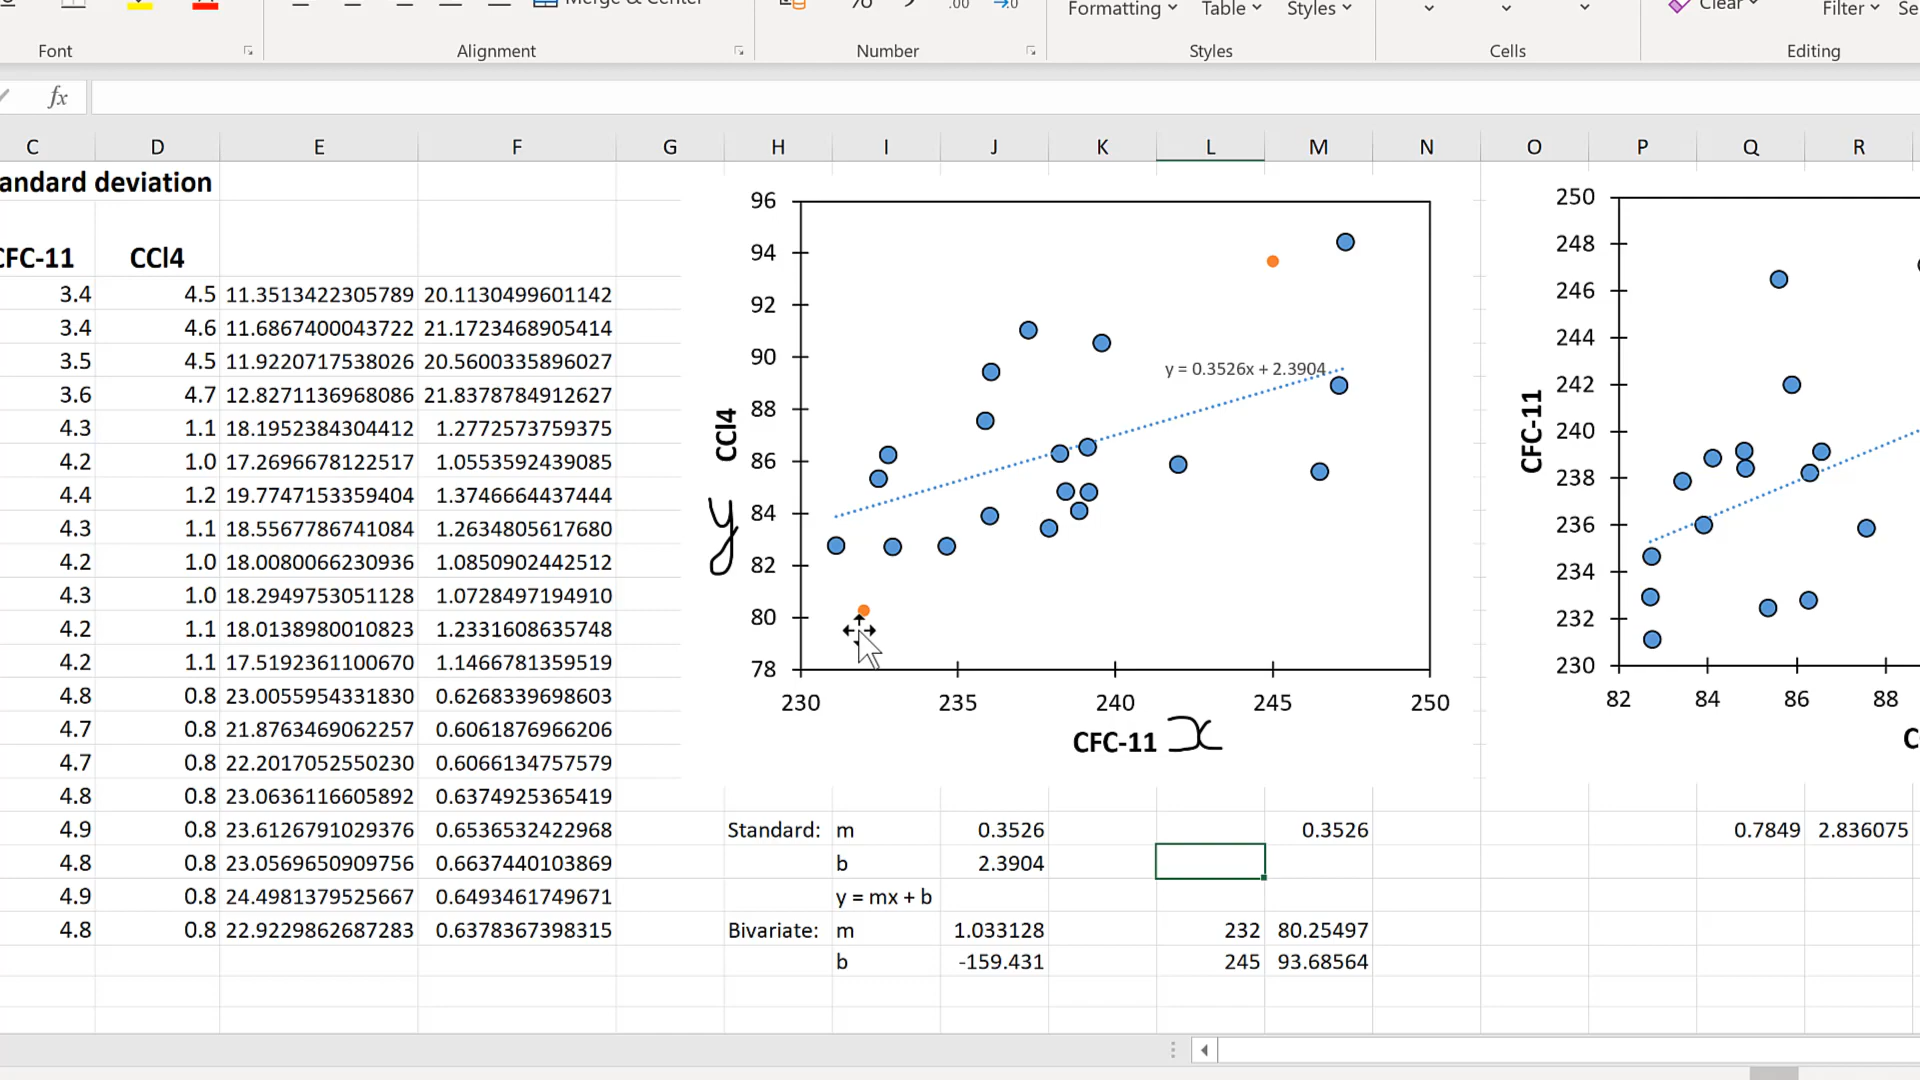 Merge & Center
%
.00
.0
Formatting Table Styles
Clear
Filter
Se
Font Alignment Number Styles Cells Editing
fx
C D E F G H I J K L M N O P Q R
andard deviation
CFC-11 CCl4
3.4 4.5 11.3513422305789 20.1130499601142
3.4 4.6 11.6867400043722 21.1723468905414
3.5 4.5 11.9220717538026 20.5600335896027
3.6 4.7 12.8271136968086 21.8378784912627
4.3 1.1 18.1952384304412 1.2772573759375
4.2 1.0 17.2696678122517 1.0553592439085
4.4 1.2 19.7747153359404 1.3746664437444
4.3 1.1 18.5567786741084 1.2634805617680
4.2 1.0 18.0080066230936 1.0850902442512
4.3 1.0 18.2949753051128 1.0728497194910
4.2 1.1 18.0138980010823 1.2331608635748
4.2 1.1 17.5192361100670 1.1466781359519
4.8 0.8 23.0055954331830 0.6268339698603
4.7 0.8 21.8763469062257 0.6061876966206
4.7 0.8 22.2017052550230 0.6066134757579
4.8 0.8 23.0636116605892 0.6374925365419
4.9 0.8 23.6126791029376 0.6536532422968
4.8 0.8 23.0569650909756 0.6637440103869
4.9 0.8 24.4981379525667 0.6493461749671
4.8 0.8 22.9229862687283 0.6378367398315
96
94
92
90
88
86
84
82
80
78
CCl4
y
y = 0.3526x + 2.3904
230 235 240 245 250
CFC-11 x
250
248
246
244
242
240
238
236
234
232
230
CFC-11
82 84 86 88
C
Standard: m 0.3526 0.3526 0.7849 2.836075
b 2.3904
y = mx + b
Bivariate: m 1.033128 232 80.25497
b -159.431 245 93.68564